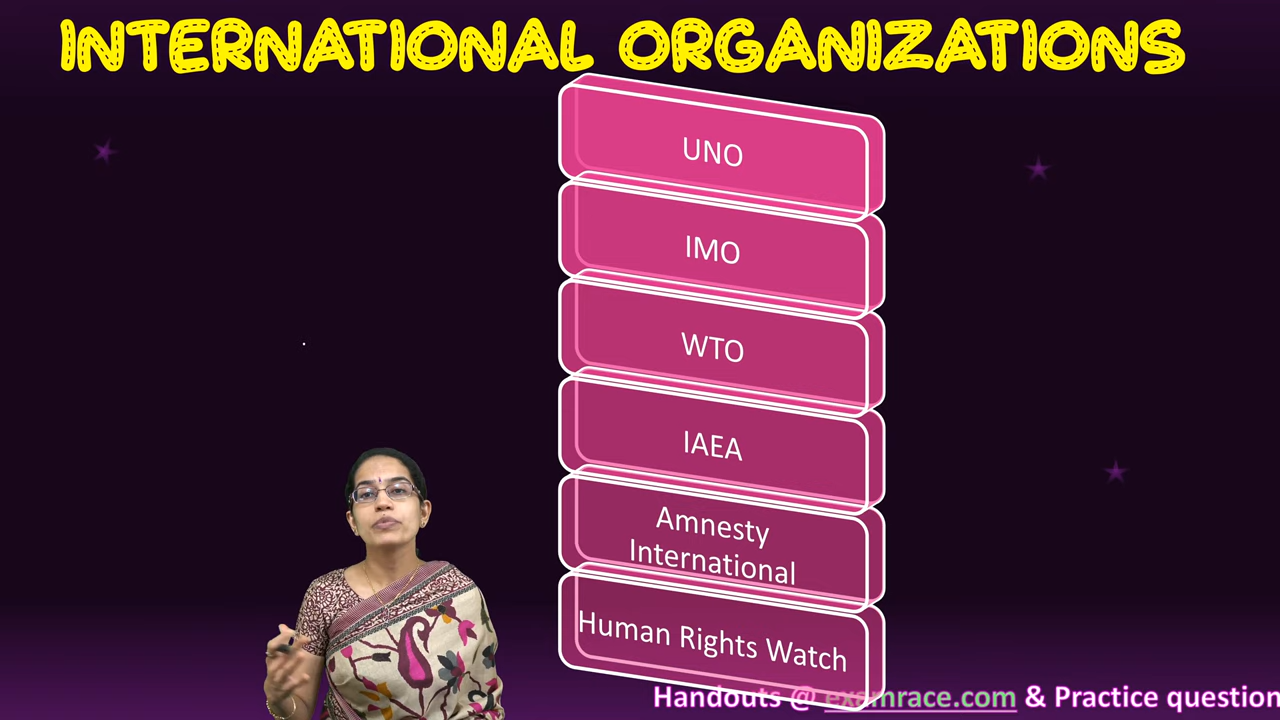 INTERNATIONAL ORGANIZATIONS
UNO
IMO
WTO
IAEA
Amnesty
International
Human Rights Watch
Handouts @ examrace.com & Practice question